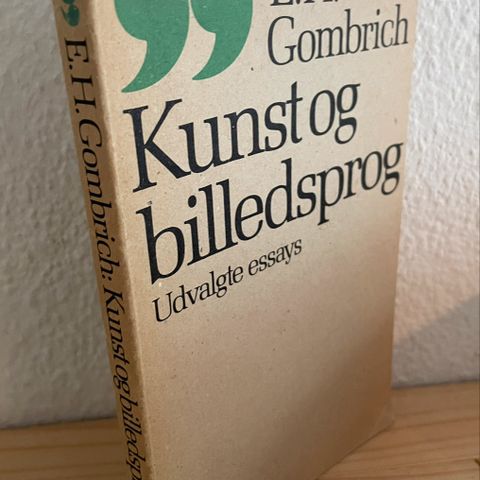 E.H.
Gombrich
Kunst og
billedsprog
Udvalgte essays
E.H. Gombrich: Kunst og billedsp